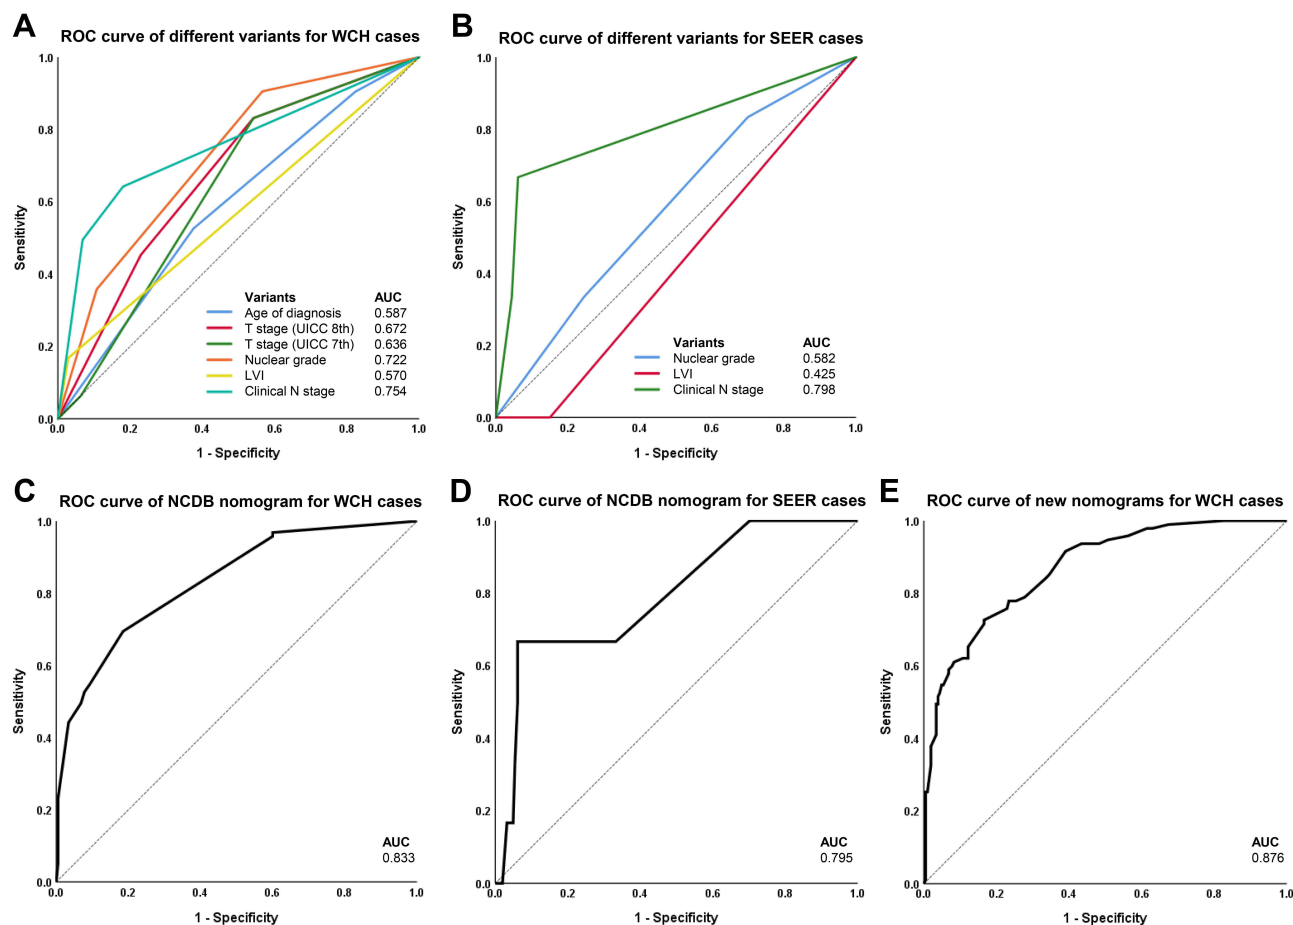 A
ROC curve of different variants for WCH cases
1.0
0.8
0.6
0.4
0.2
0.0
0.0
0.2
0.4
0.6
0.8
1.0
Sensitivity
1 - Specificity
Variants AUC
Age of diagnosis 0.587
T stage (UICC 8th) 0.672
T stage (UICC 7th) 0.636
Nuclear grade 0.722
LVI 0.570
Clinical N stage 0.754
B
ROC curve of different variants for SEER cases
1.0
0.8
0.6
0.4
0.2
0.0
0.0
0.2
0.4
0.6
0.8
1.0
Sensitivity
1 - Specificity
Variants AUC
Nuclear grade 0.582
LVI 0.425
Clinical N stage 0.798
C
ROC curve of NCDB nomogram for WCH cases
1.0
0.8
0.6
0.4
0.2
0.0
0.0
0.2
0.4
0.6
0.8
1.0
Sensitivity
1 - Specificity
AUC
0.833
D
ROC curve of NCDB nomogram for SEER cases
1.0
0.8
0.6
0.4
0.2
0.0
0.0
0.2
0.4
0.6
0.8
1.0
Sensitivity
1 - Specificity
AUC
0.795
E
ROC curve of new nomograms for WCH cases
1.0
0.8
0.6
0.4
0.2
0.0
0.0
0.2
0.4
0.6
0.8
1.0
Sensitivity
1 - Specificity
AUC
0.876